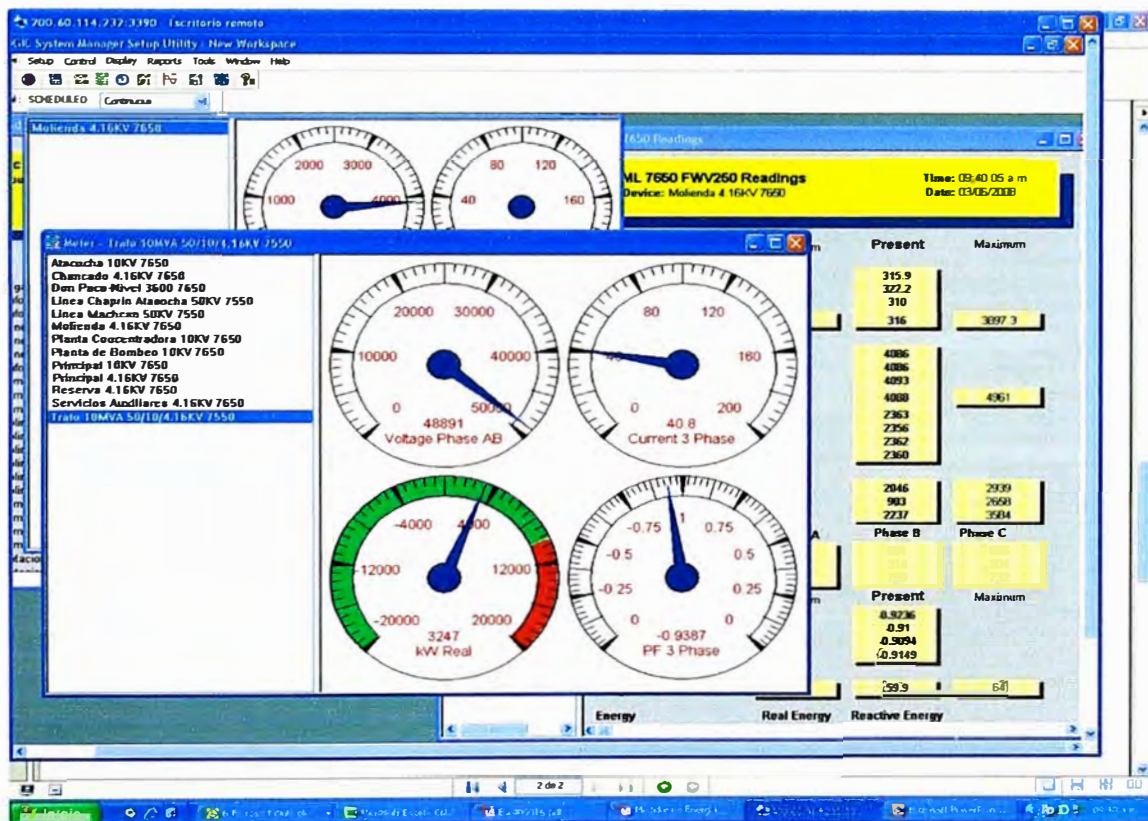 200.60.114.232:3390 - Escritorio remoto
System Manager Setup Utility - New Workspace
Setup Control Display Reports Tools Window Help
SCHEDULED Continuous
Molienda 4.16KV 7650
2000 3000
1000 4000
80 120
40 160
7650 Readings
ML 7650 FWV250 Readings
Device: Molienda 4.16KV 7650
Time: 09:40:05 a m
Date: 03/06/2008
Present Maximum
315.9
322.2
310
316 3897.3
4086
4086
4093
4088 4961
2363
2356
2362
2360
2046 2939
903 2658
2237 3584
Phase B Phase C
Present Maximum
-0.9236
-0.91
-0.9094
-0.9149
59.9
Energy Real Energy Reactive Energy
Meter - Trafo 10MVA 50/10/4.16KV 7550
Atacocha 10KV 7650
Chancado 4.16KV 7650
Don Paco-Nivel 3600 7650
Linea Chaprin Atacocha 50KV 7550
Linea Machcan 50KV 7550
Molienda 4.16KV 7650
Planta Concentradora 10KV 7650
Planta de Bombeo 10KV 7650
Principal 10KV 7650
Principal 4.16KV 7650
Reserva 4.16KV 7650
Servicios Auxiliares 4.16KV 7650
Trafo 10MVA 50/10/4.16KV 7550
20000 30000
10000 40000
0 50000
48891
Voltage Phase AB
80 120
40 160
0 200
40.8
Current 3 Phase
-4000 4000
-12000 12000
-20000 20000
3247
kW Real
-0.75 1 0.75
-0.5 0.5
-0.25 0.25
0 0
-0.9387
PF 3 Phase
2 de 2
Inicio